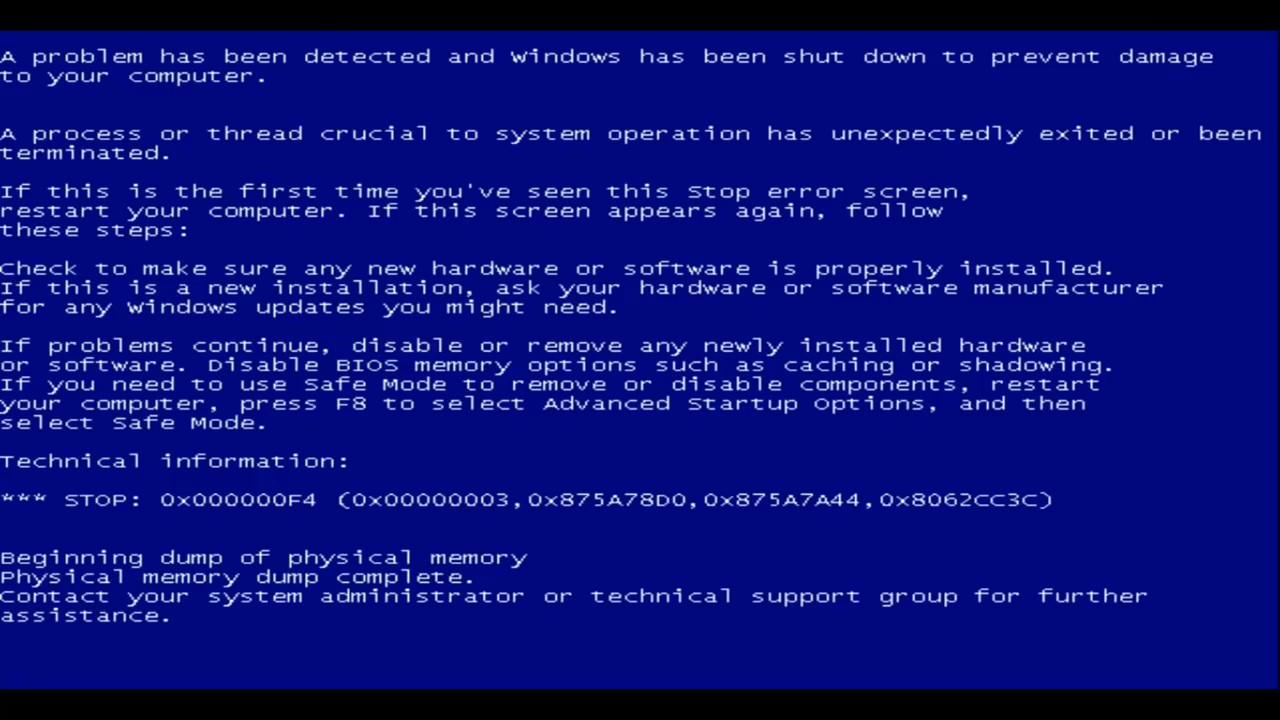 A problem has been detected and Windows has been shut down to prevent damage
to your computer.
A process or thread crucial to system operation has unexpectedly exited or been
terminated.
If this is the first time you've seen this Stop error screen,
restart your computer. If this screen appears again, follow
these steps:
Check to make sure any new hardware or software is properly installed.
If this is a new installation, ask your hardware or software manufacturer
for any Windows updates you might need.
If problems continue, disable or remove any newly installed hardware
or software. Disable BIOS memory options such as caching or shadowing.
If you need to use Safe Mode to remove or disable components, restart
your computer, press F8 to select Advanced Startup Options, and then
select Safe Mode.
Technical information:
*** STOP: 0x000000F4 (0x00000003,0x875A78D0,0x875A7A44,0x8062CC3C)
Beginning dump of physical memory
Physical memory dump complete.
Contact your system administrator or technical support group for further
assistance.